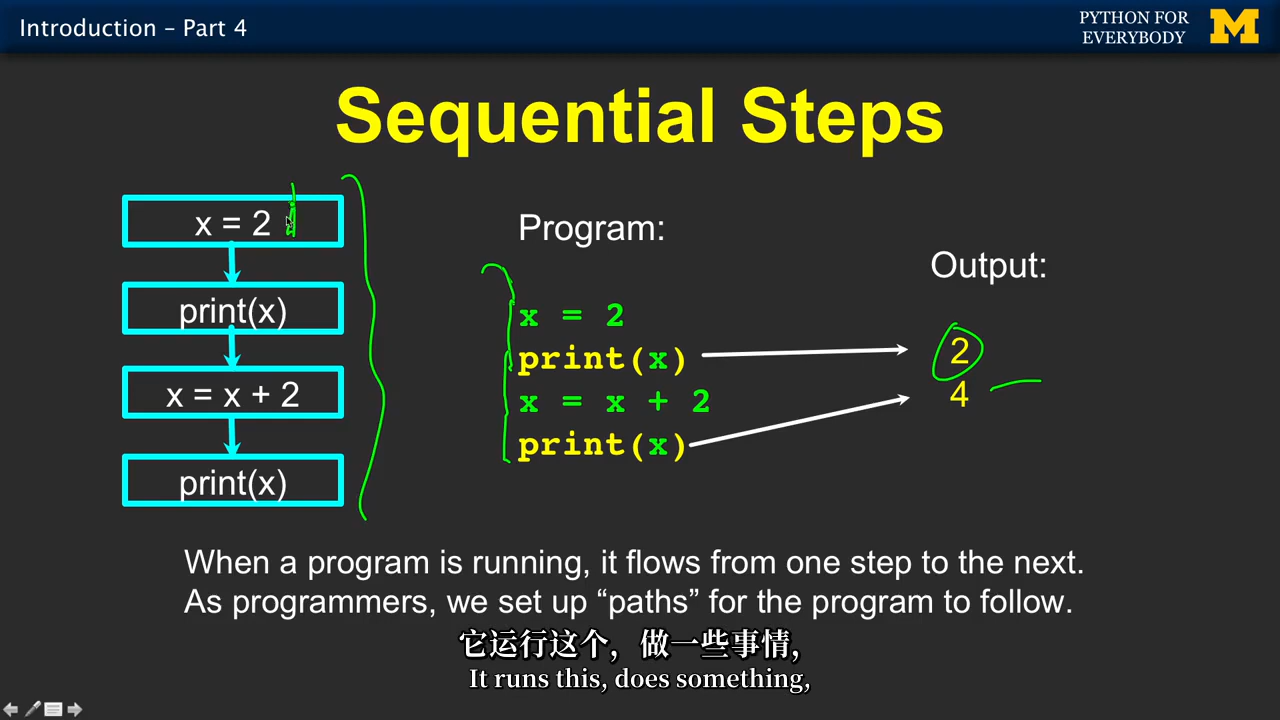 Introduction – Part 4
PYTHON FOR
EVERYBODY
M
Sequential Steps
x = 2
print(x)
x = x + 2
print(x)
Program:
x = 2
print(x)
x = x + 2
print(x)
Output:
2
4
When a program is running, it flows from one step to the next.
As programmers, we set up “paths” for the program to follow.
它运行这个，做一些事情，
It runs this, does something,